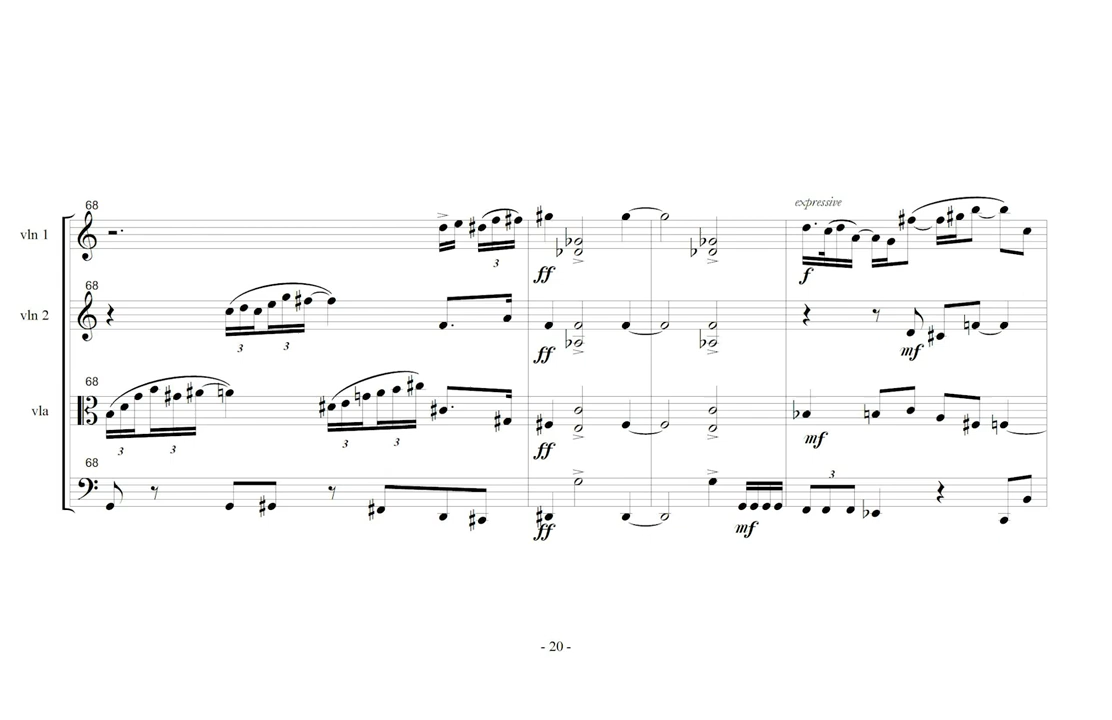 expressive
68
vln 1
3
ff
f
68
vln 2
3 3
ff
mf
68
vla
3 3 3 3
ff
mf
68
3
ff
mf
- 20 -